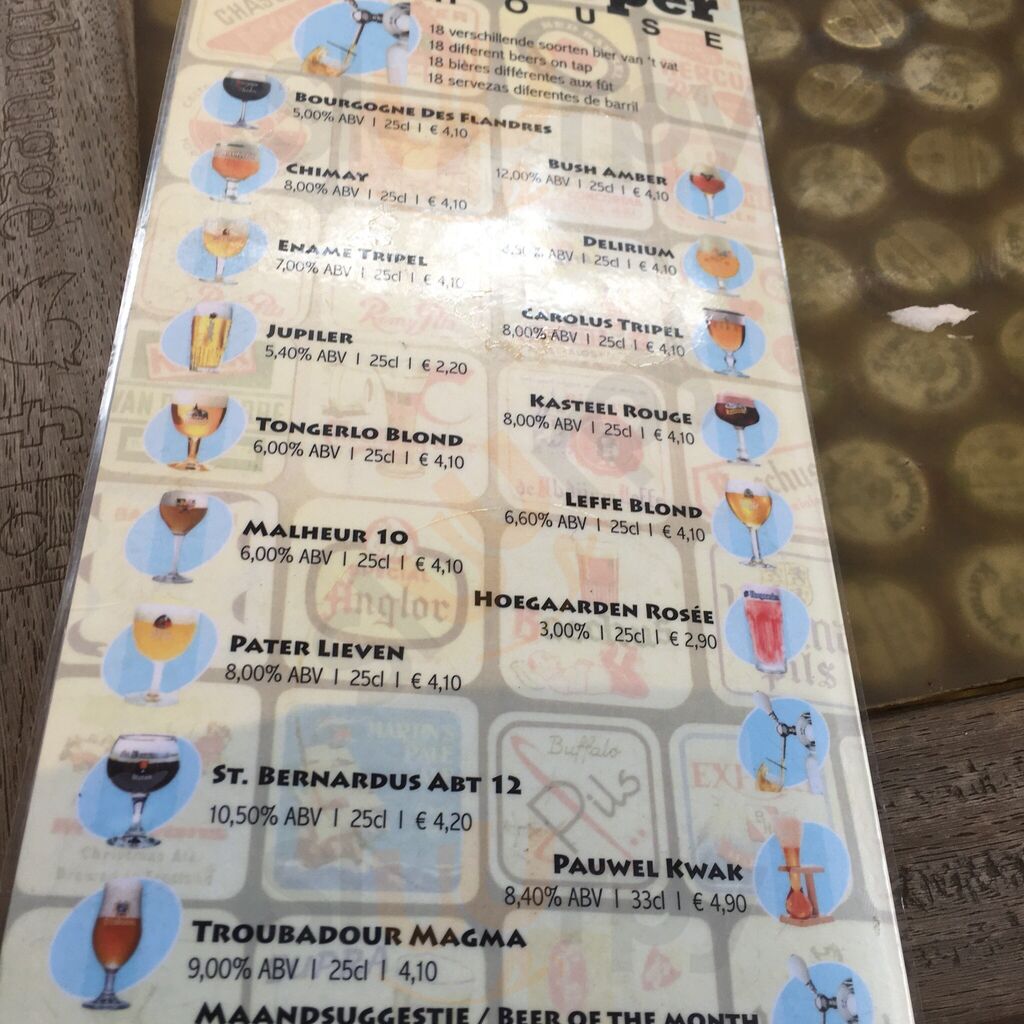 HOUSE
18 verschillende soorten bier van 't vat
18 different beers on tap
18 bières différentes aux fût
18 servezas diferentes de barril
BOURGOGNE DES FLANDRES
5,00% ABV | 25cl | € 4,10
CHIMAY
8,00% ABV | 25cl | € 4,10
BUSH AMBER
12,00% ABV | 25cl | € 4,10
ENAME TRIPEL
7,00% ABV | 25cl | € 4,10
DELIRIUM
ABV | 25cl | € 4,10
JUPILER
5,40% ABV | 25cl | € 2,20
CAROLUS TRIPEL
8,00% ABV | 25cl | € 4,10
TONGERLO BLOND
6,00% ABV | 25cl | € 4,10
KASTEEL ROUGE
8,00% ABV | 25cl | € 4,10
MALHEUR 10
6,00% ABV | 25cl | € 4,10
LEFFE BLOND
6,60% ABV | 25cl | € 4,10
HOEGAARDEN ROSÉE
3,00% | 25cl | € 2,90
PATER LIEVEN
8,00% ABV | 25cl | € 4,10
ST. BERNARDUS ABT 12
10,50% ABV | 25cl | € 4,20
PAUWEL KWAK
8,40% ABV | 33cl | € 4,90
TROUBADOUR MAGMA
9,00% ABV | 25cl | 4,10
MAANDSUGGESTIE / BEER OF THE MONTH